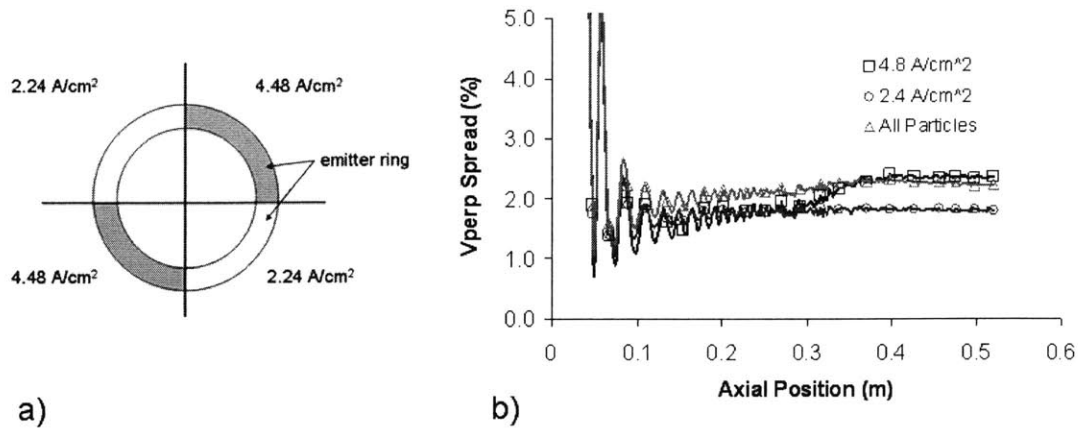 2.24 A/cm²
4.48 A/cm²
emitter ring
4.48 A/cm²
2.24 A/cm²
a)
Vperp Spread (%)
5.0
4.0
3.0
2.0
1.0
0.0
4.8 A/cm^2
2.4 A/cm^2
All Particles
0 0.1 0.2 0.3 0.4 0.5 0.6
Axial Position (m)
b)